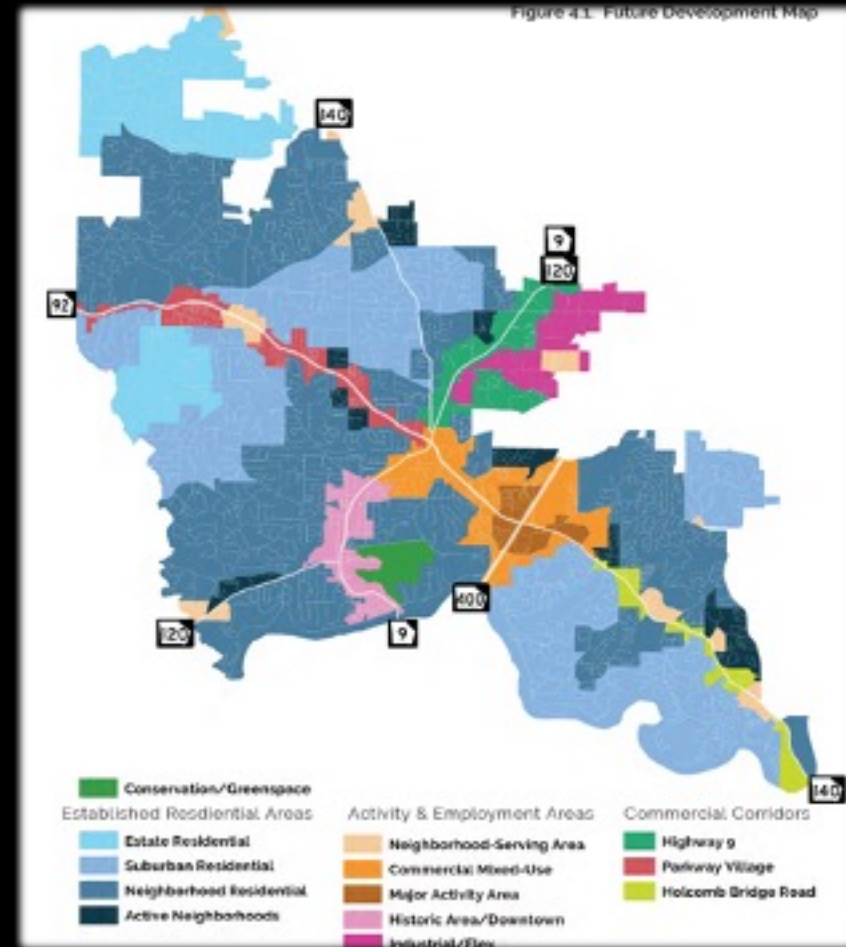 Figure 4.1. Future Development Map
140
9
120
92
400
120
9
140
Conservation/Greenspace
Established Resdiential Areas
Estate Residential
Suburban Residential
Neighborhood Residential
Active Neighborhoods
Activity & Employment Areas
Neighborhood-Serving Area
Commercial Mixed-Use
Major Activity Area
Historic Area/Downtown
Industrial/Flex
Commercial Corridors
Highway 9
Parkway Village
Holcomb Bridge Road